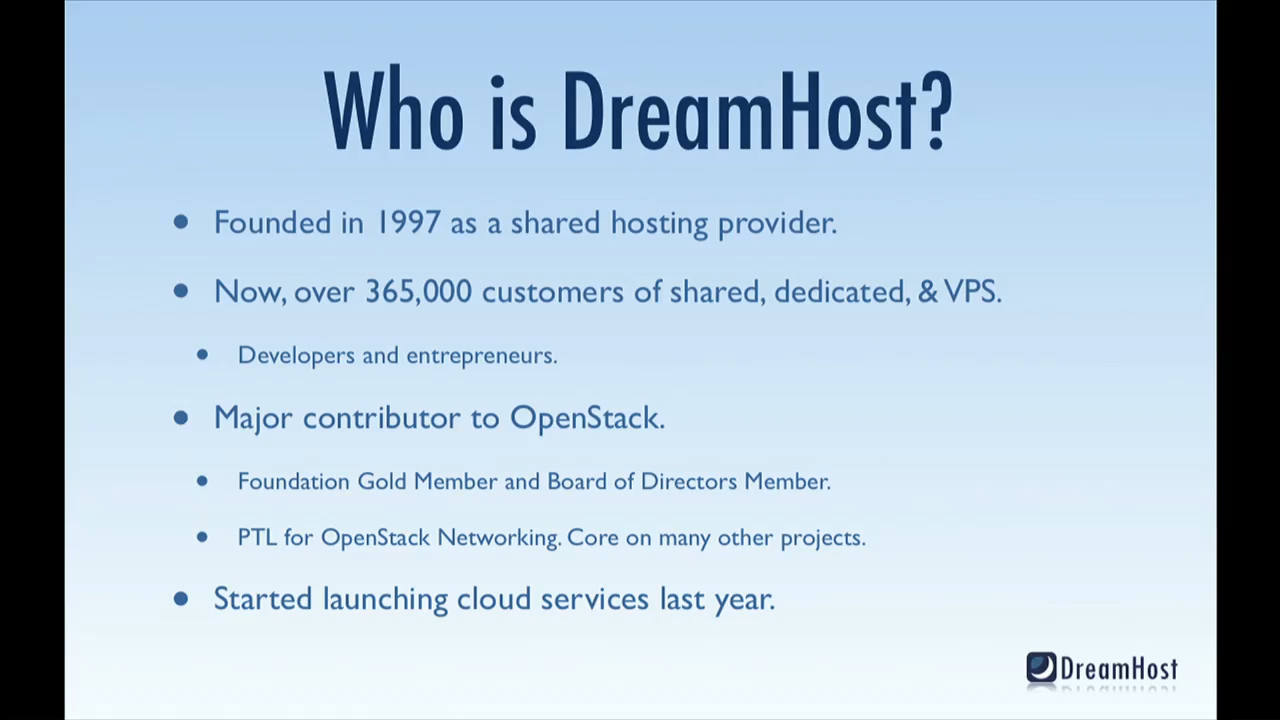 Who is DreamHost?
Founded in 1997 as a shared hosting provider.
Now, over 365,000 customers of shared, dedicated, & VPS.
Developers and entrepreneurs.
Major contributor to OpenStack.
Foundation Gold Member and Board of Directors Member.
PTL for OpenStack Networking. Core on many other projects.
Started launching cloud services last year.
DreamHost